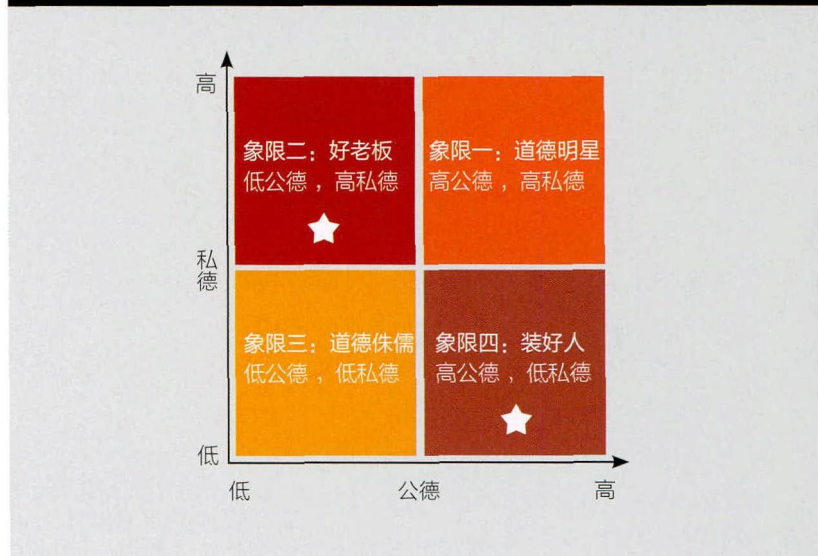 高
象限二：好老板
低公德，高私德
象限一：道德明星
高公德，高私德
私德
象限三：道德侏儒
低公德，低私德
象限四：装好人
高公德，低私德
低
低
公德
高